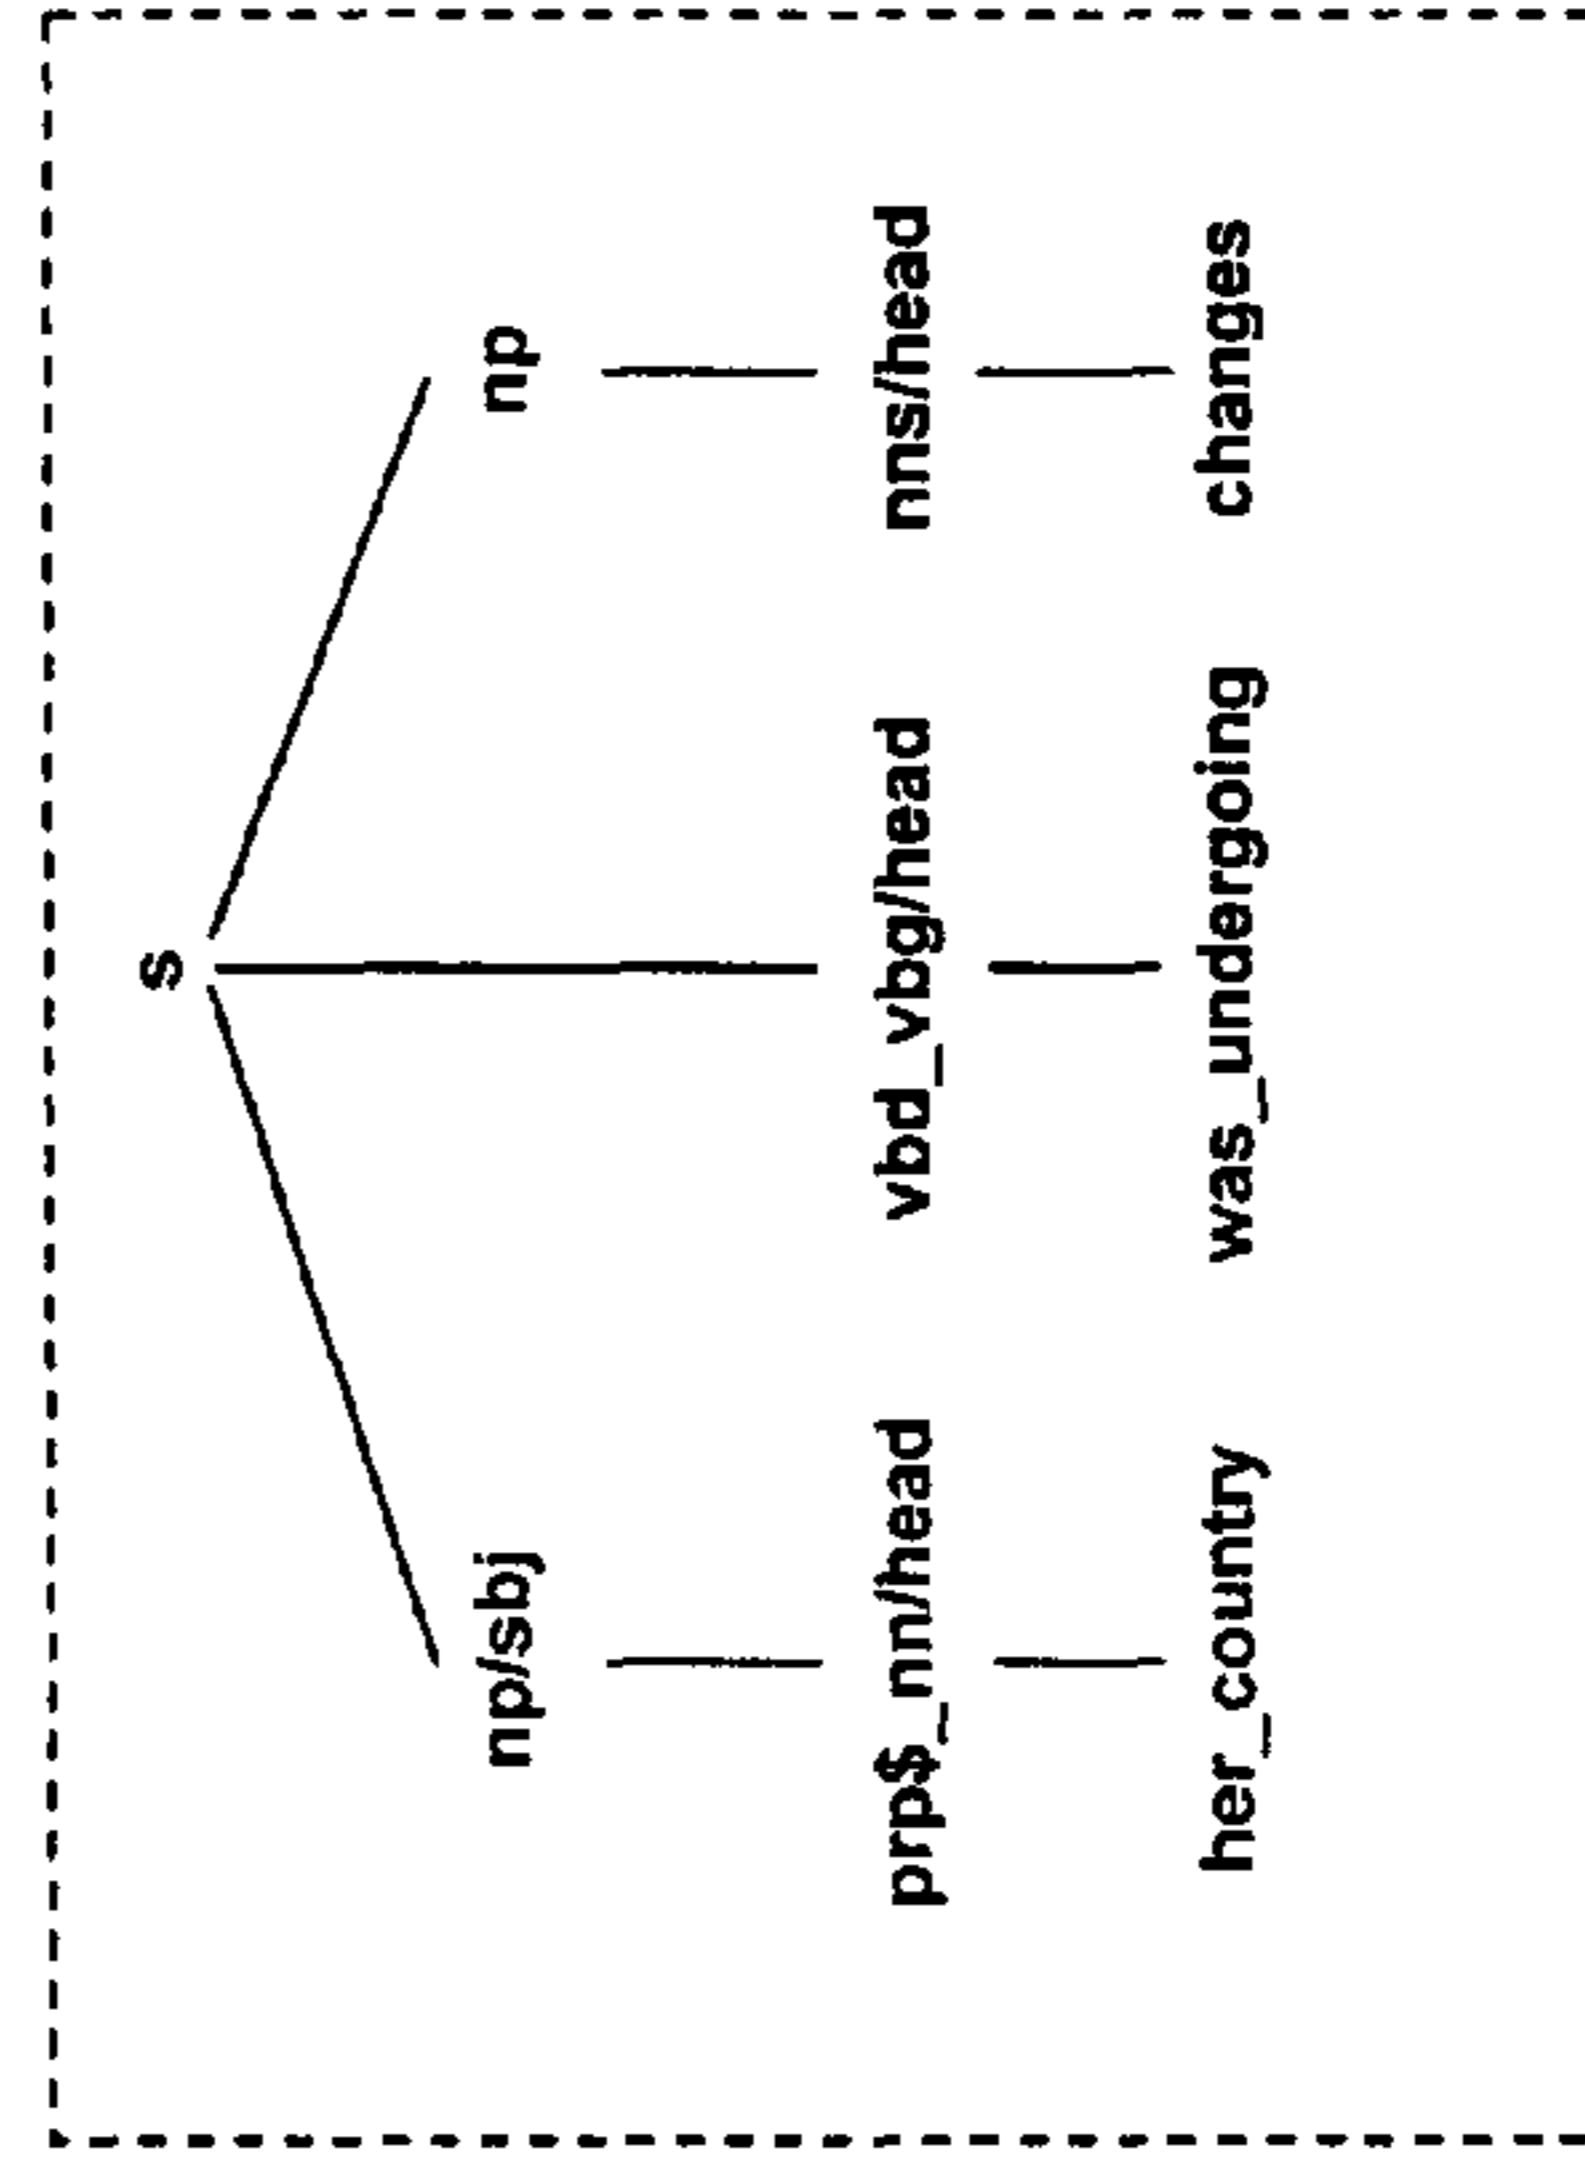 s
np/sbj np
prp$_nn/head vbd_vbg/head nns/head
her_country was_undergoing changes